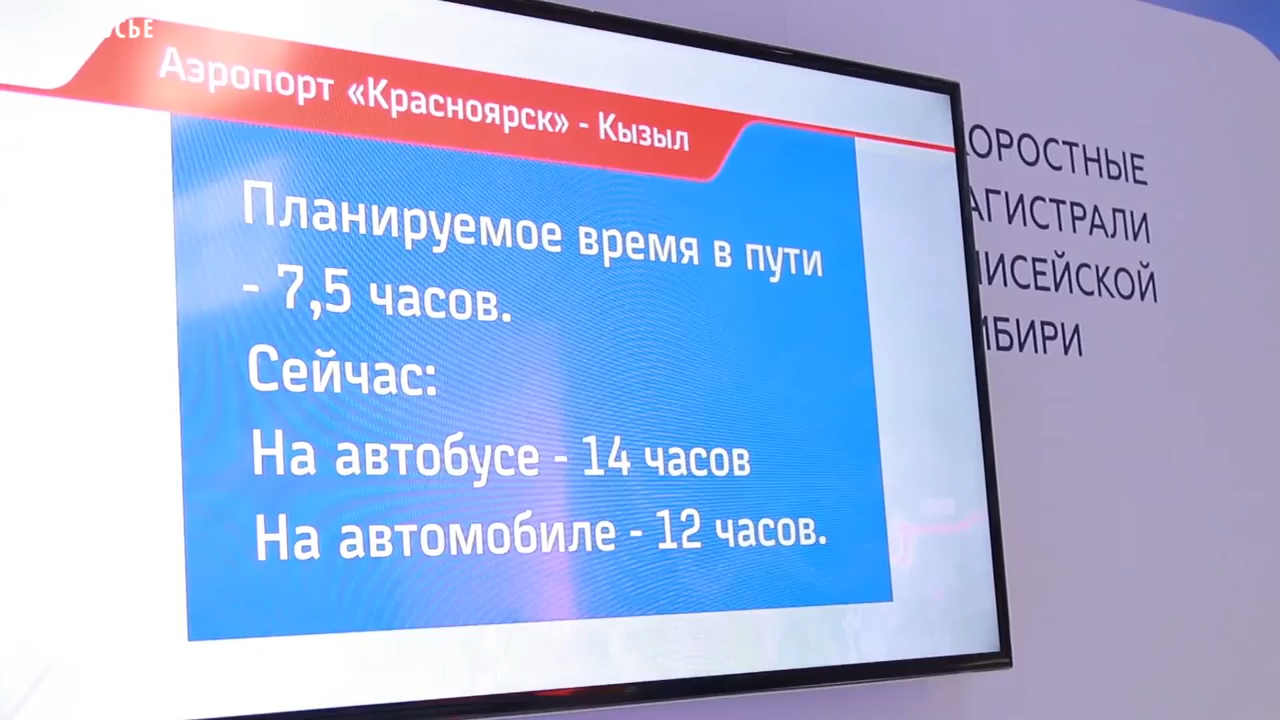 Аэропорт «Красноярск» - Кызыл
Планируемое время в пути
- 7,5 часов.
Сейчас:
На автобусе - 14 часов
На автомобиле - 12 часов.
ОРОСТНЫЕ
АГИСТРАЛИ
ИСЕЙСКОЙ
ИБИРИ